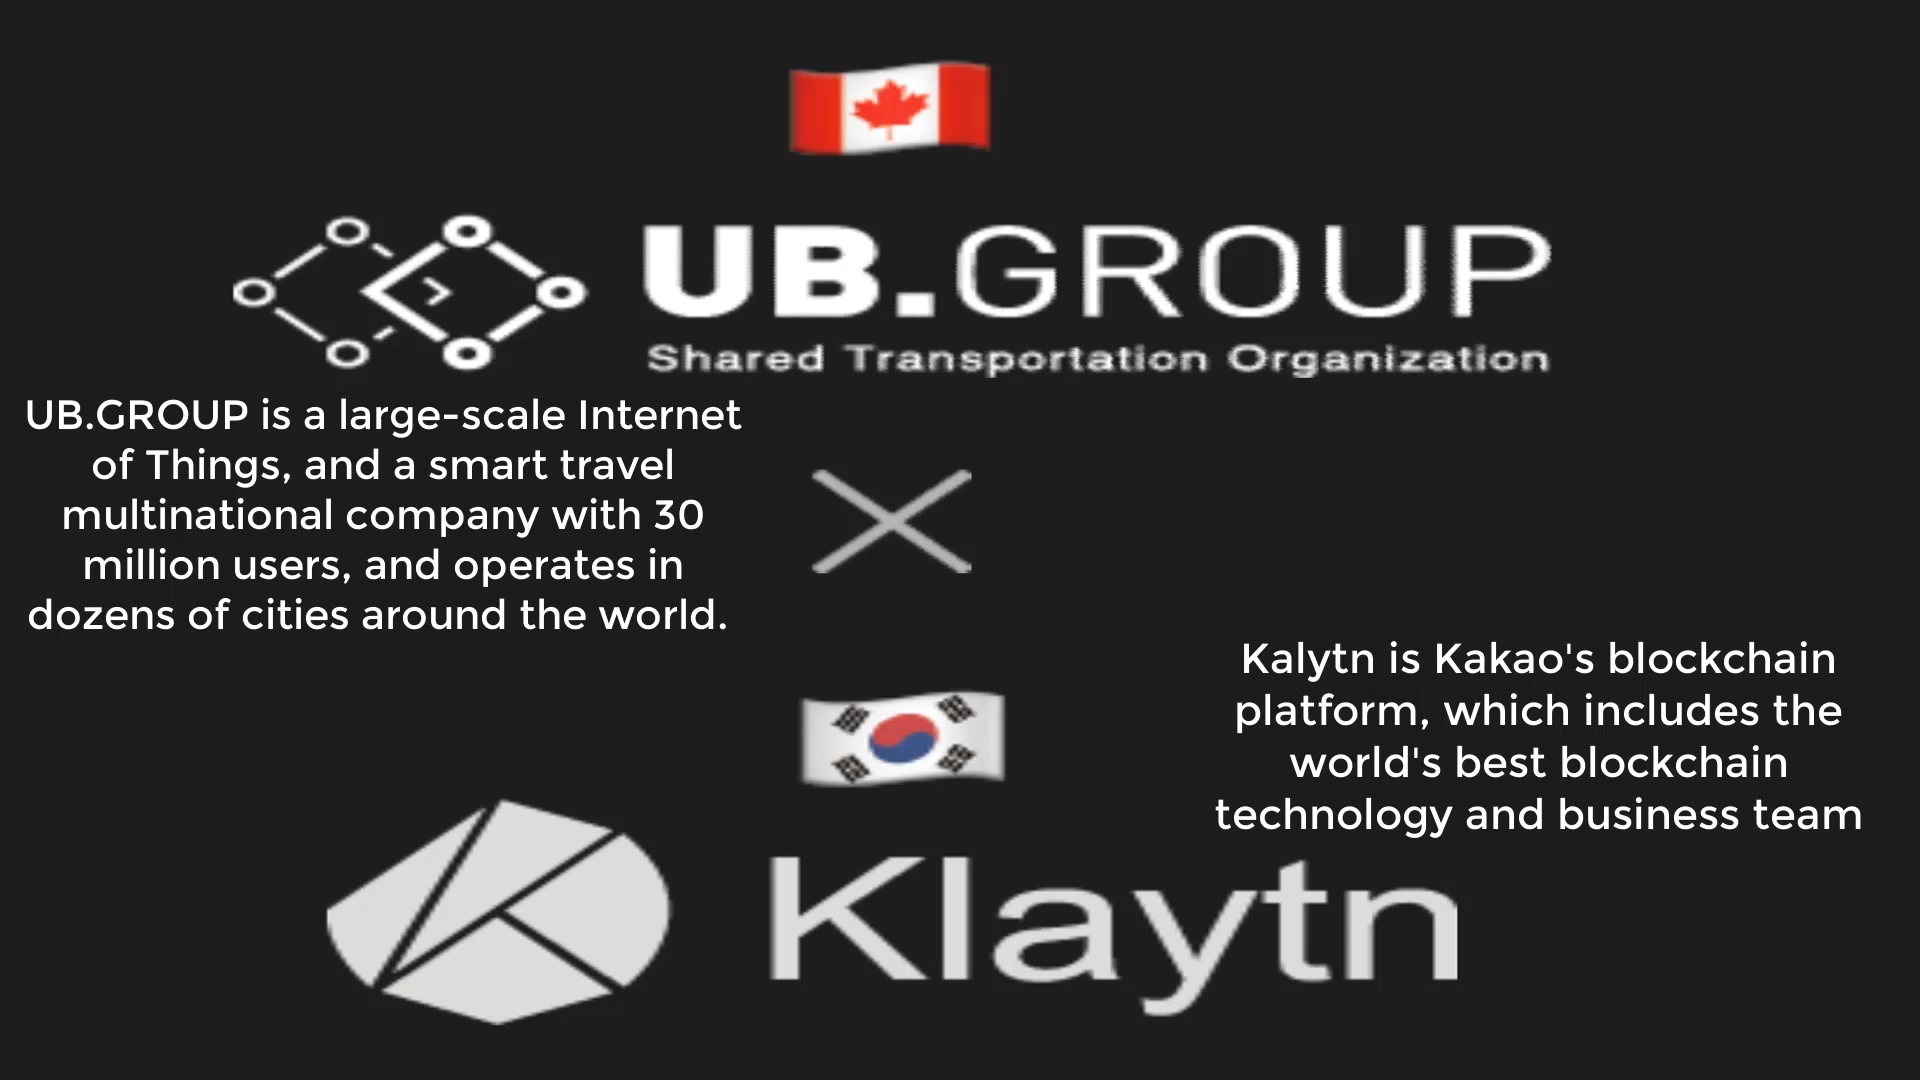 UB.GROUP
Shared Transportation Organization
UB.GROUP is a large-scale Internet
of Things, and a smart travel
multinational company with 30
million users, and operates in
dozens of cities around the world.
Kalytn is Kakao's blockchain
platform, which includes the
world's best blockchain
technology and business team
Klaytn